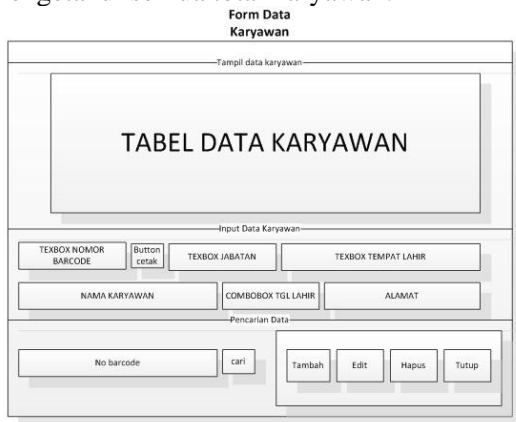 Form Data
Karyawan
Tampil data karyawan
TABEL DATA KARYAWAN
Input Data Karyawan
TEXBOX NOMOR
BARCODE
Button
cetak
TEXBOX JABATAN
TEXBOX TEMPAT LAHIR
NAMA KARYAWAN
COMBOBOX TGL LAHIR
ALAMAT
Pencarian Data
No barcode
cari
Tambah
Edit
Hapus
Tutup